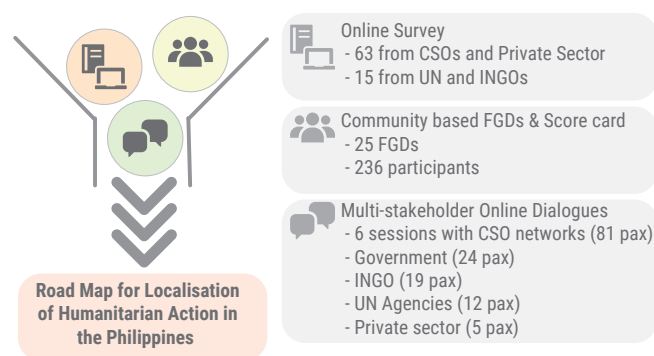 Online Survey
- 63 from CSOs and Private Sector
- 15 from UN and INGOs
Community based FGDs & Score card
- 25 FGDs
- 236 participants
Multi-stakeholder Online Dialogues
- 6 sessions with CSO networks (81 pax)
- Government (24 pax)
- INGO (19 pax)
- UN Agencies (12 pax)
- Private sector (5 pax)
Road Map for Localisation
of Humanitarian Action in
the Philippines